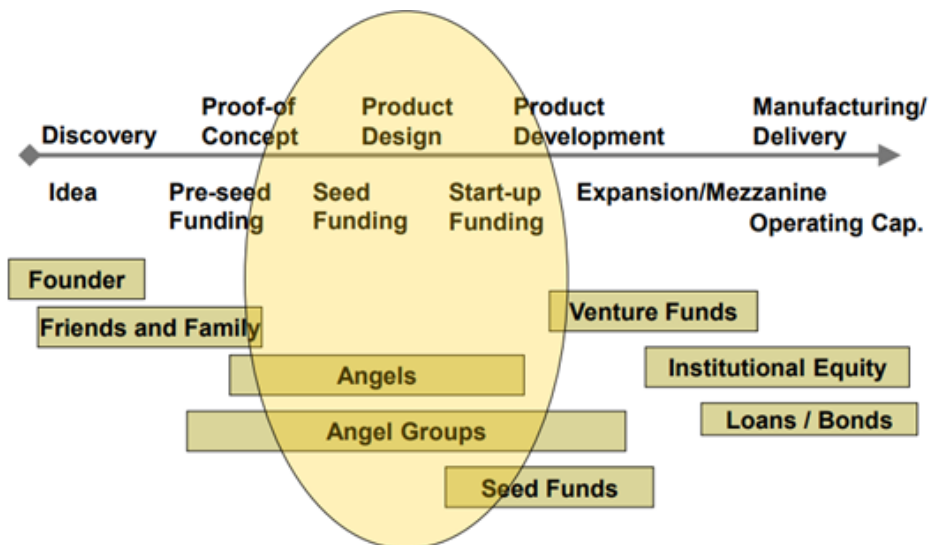 Discovery
Proof-of
Concept
Product
Design
Product
Development
Manufacturing/
Delivery
Idea
Pre-seed
Funding
Seed
Funding
Start-up
Funding
Expansion/Mezzanine
Operating Cap.
Founder
Friends and Family
Venture Funds
Angels
Institutional Equity
Angel Groups
Loans / Bonds
Seed Funds